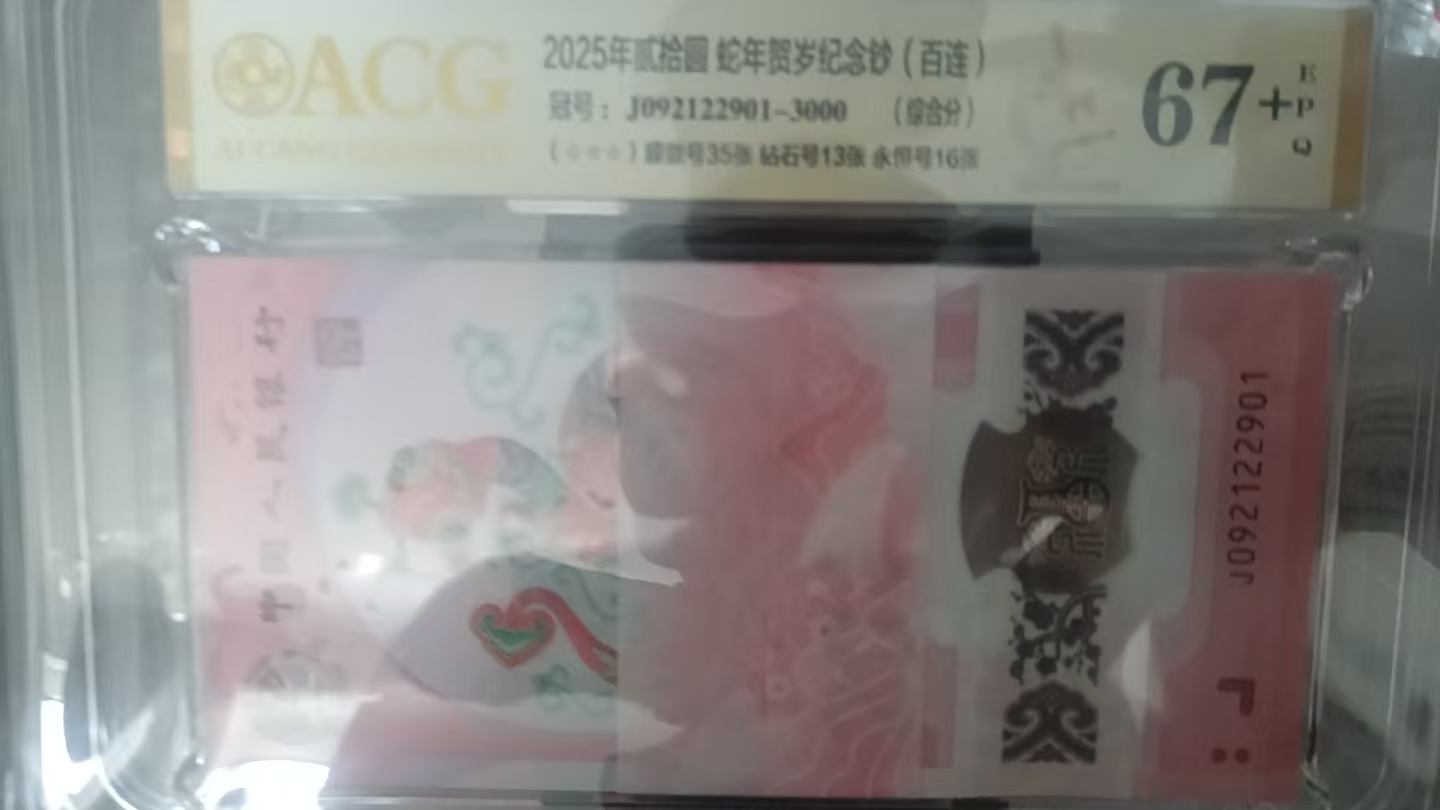 ACG
2025年贰拾圆 蛇年贺岁纪念钞（百连）
冠号：J092122901-3000 （综合分）
号35张 钻石号13张 永恒号16张
67+
EPQ
中国人民银行
J092122901